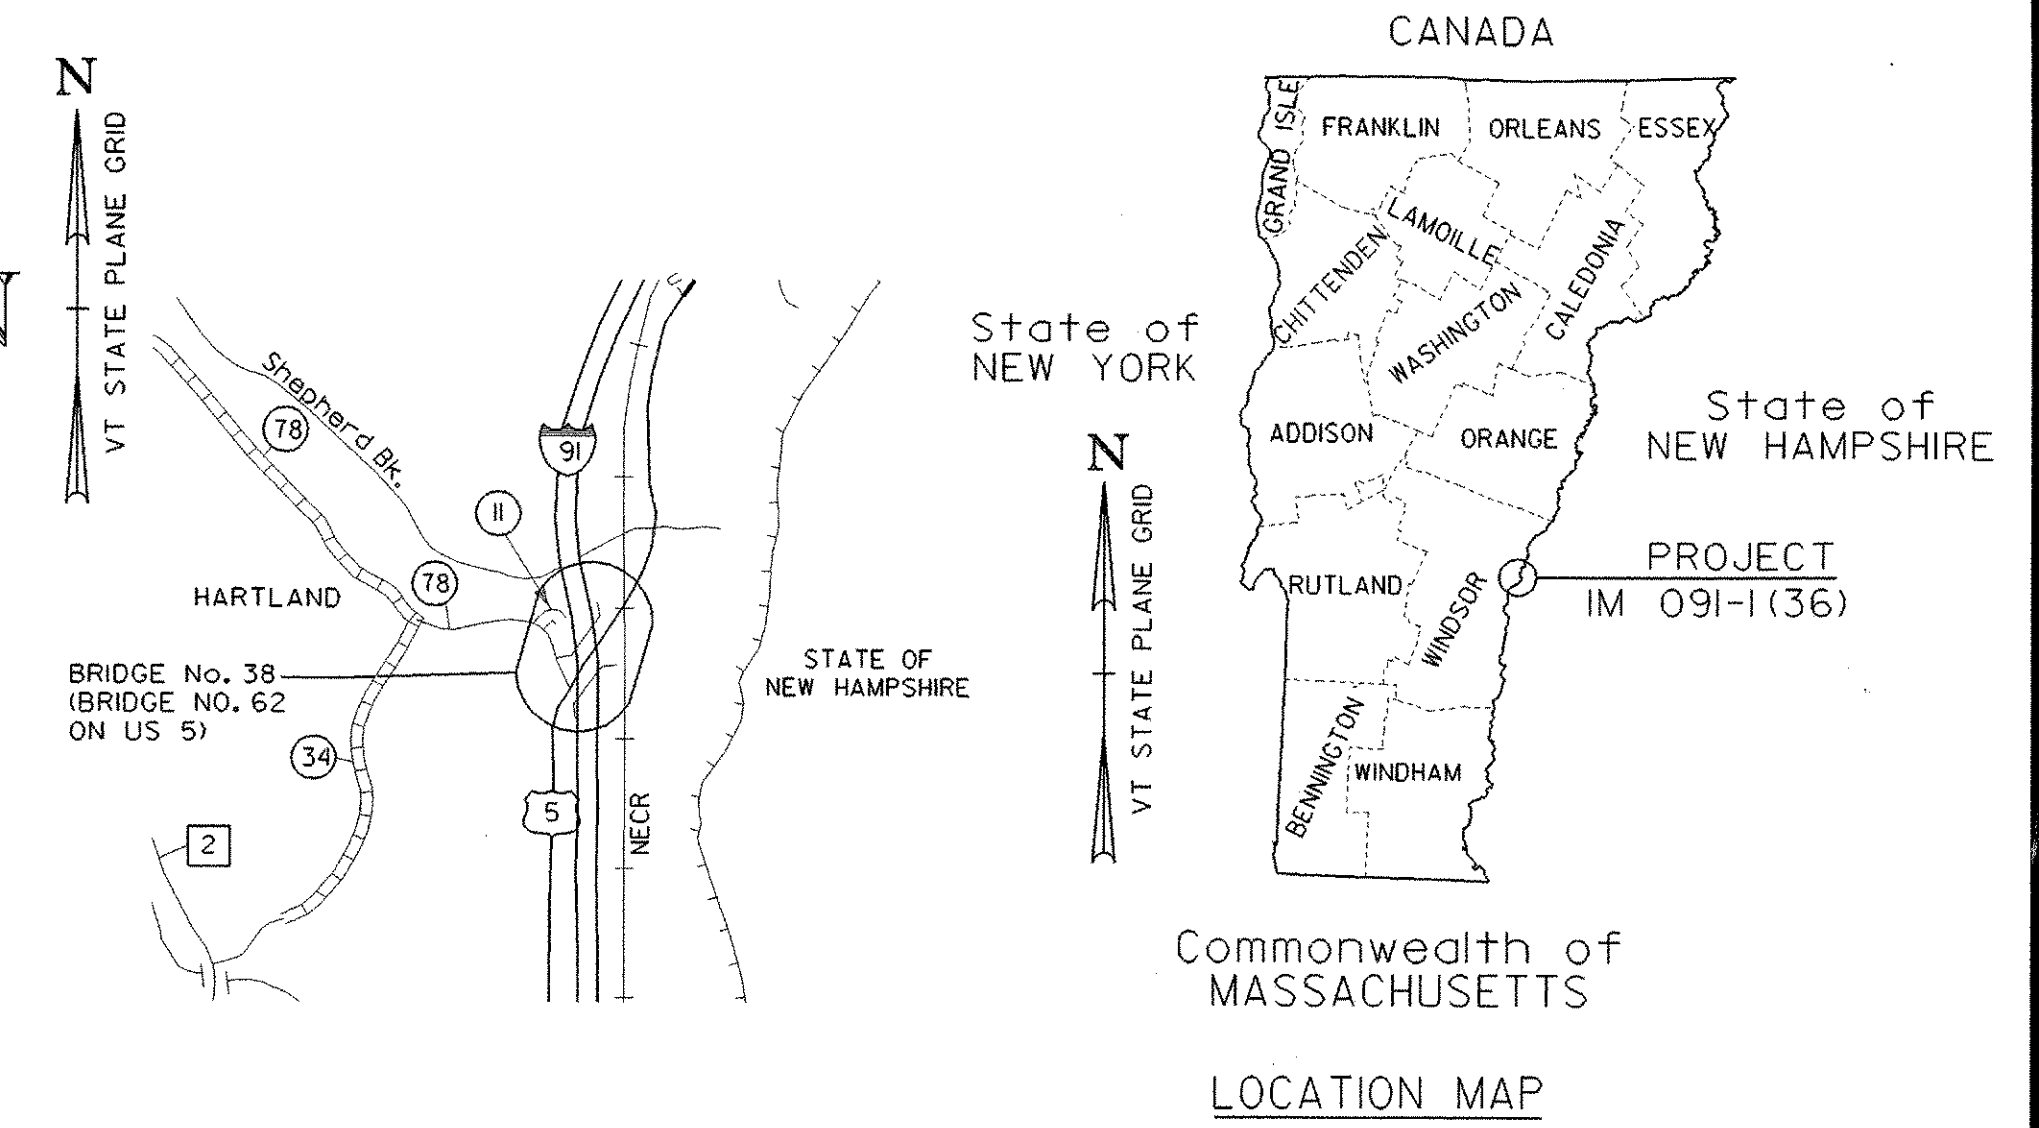 N
VT STATE PLANE GRID
Shepherd Bk.
78
91
11
78
HARTLAND
BRIDGE No. 38
(BRIDGE NO. 62
ON US 5)
34
2
5
NECR
STATE OF
NEW HAMPSHIRE
CANADA
GRAND ISLE
FRANKLIN
ORLEANS
ESSEX
LAMOILLE
CHITTENDEN
CALEDONIA
WASHINGTON
State of
NEW YORK
ADDISON
ORANGE
State of
NEW HAMPSHIRE
N
VT STATE PLANE GRID
RUTLAND
WINDSOR
PROJECT
IM 091-1(36)
BENNINGTON
WINDHAM
Commonwealth of
MASSACHUSETTS
LOCATION MAP